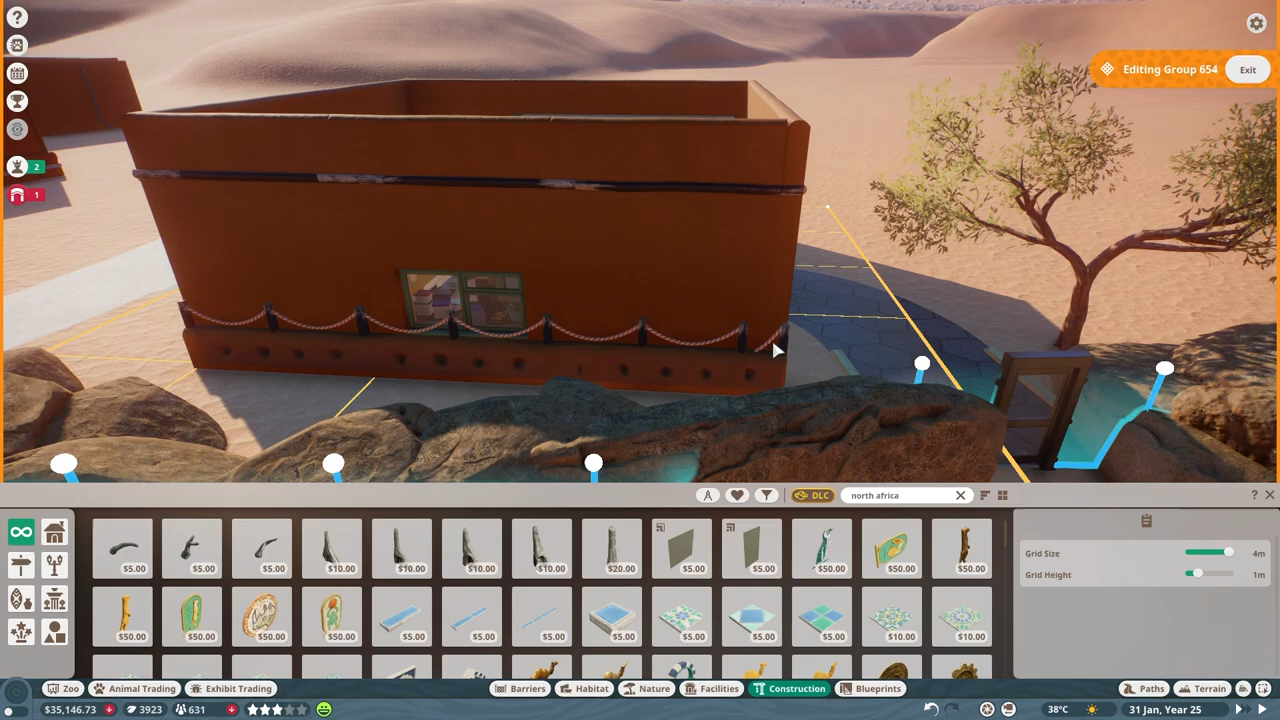 ?
Editing Group 654
Exit
2
1
DLC
north africa
?
$5.00
$5.00
$5.00
$10.00
$10.00
$10.00
$10.00
$20.00
$5.00
$5.00
$50.00
$50.00
$50.00
Grid Size
4m
Grid Height
1m
$50.00
$50.00
$50.00
$50.00
$5.00
$5.00
$5.00
$5.00
$5.00
$5.00
$5.00
$10.00
$10.00
Zoo
Animal Trading
Exhibit Trading
Barriers
Habitat
Nature
Facilities
Construction
Blueprints
Paths
Terrain
$35,146.73
3923
631
38°C
31 Jan, Year 25